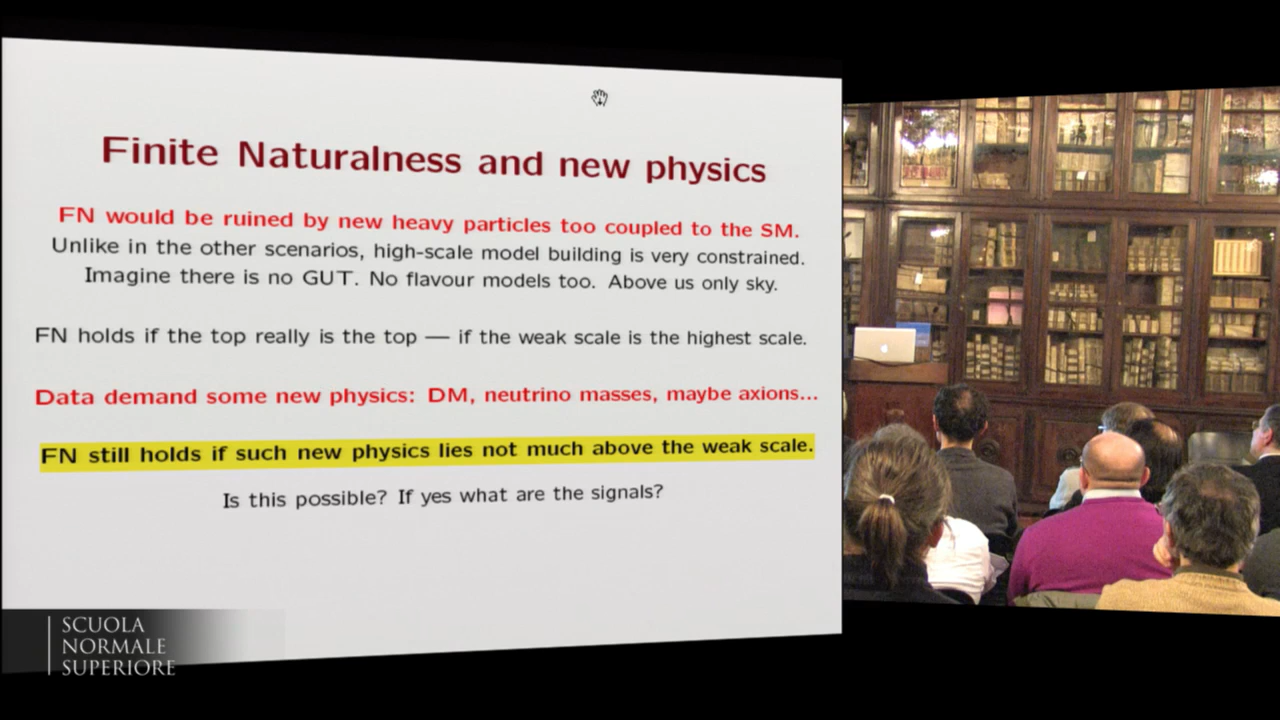 Finite Naturalness and new physics
FN would be ruined by new heavy particles too coupled to the SM.
Unlike in the other scenarios, high-scale model building is very constrained.
Imagine there is no GUT. No flavour models too. Above us only sky.
FN holds if the top really is the top — if the weak scale is the highest scale.
Data demand some new physics: DM, neutrino masses, maybe axions...
FN still holds if such new physics lies not much above the weak scale.
Is this possible? If yes what are the signals?
SCUOLA
NORMALE
SUPERIORE